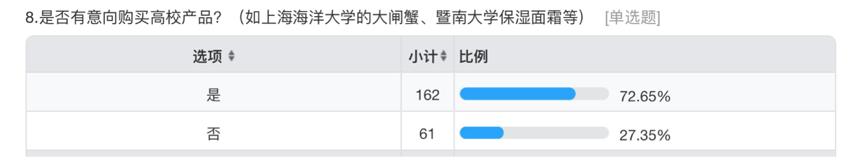 8.是否有意向购买高校产品？（如上海海洋大学的大闸蟹、暨南大学保湿面霜等） [单选题]
选项 小计 比例
是 162 72.65%
否 61 27.35%